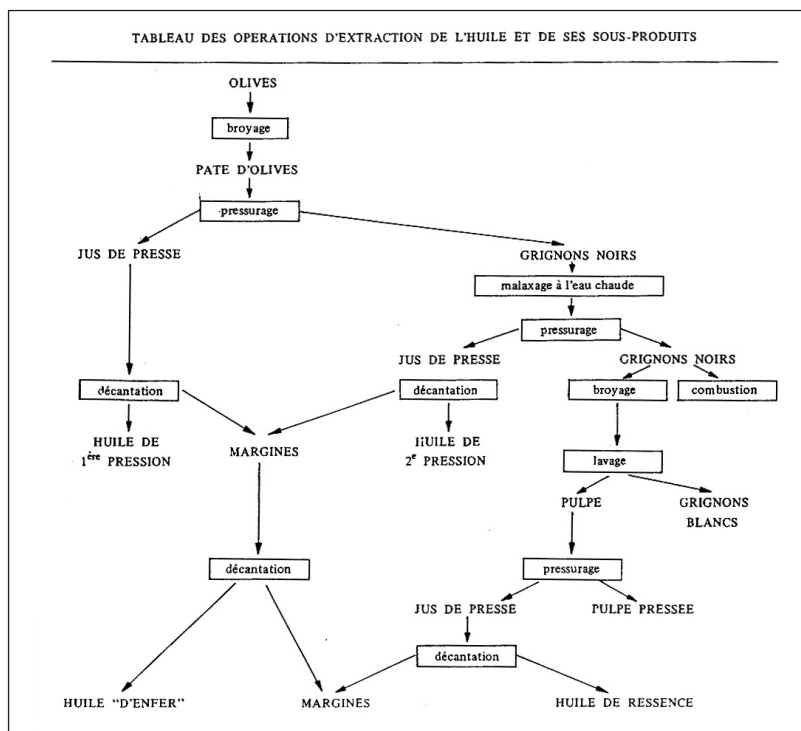 TABLEAU DES OPERATIONS D'EXTRACTION DE L'HUILE ET DE SES SOUS-PRODUITS
OLIVES
broyage
PATE D'OLIVES
pressurage
JUS DE PRESSE
GRIGNONS NOIRS
malaxage à l'eau chaude
pressurage
JUS DE PRESSE
GRIGNONS NOIRS
décantation
décantation
broyage
combustion
HUILE DE
1ère PRESSION
MARGINES
HUILE DE
2e PRESSION
lavage
PULPE
GRIGNONS
BLANCS
décantation
pressurage
JUS DE PRESSE
PULPE PRESSEE
décantation
HUILE "D'ENFER"
MARGINES
HUILE DE RESSENCE